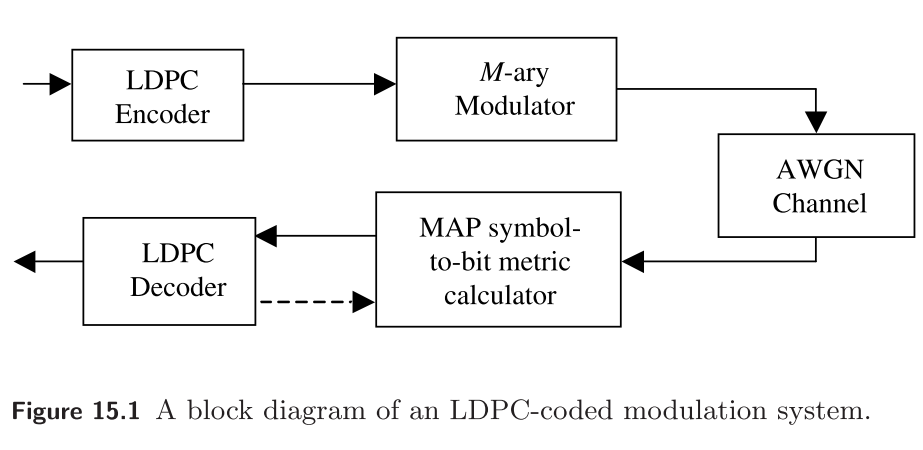 LDPC
Encoder
M-ary
Modulator
AWGN
Channel
MAP symbol-
to-bit metric
calculator
LDPC
Decoder
Figure 15.1 A block diagram of an LDPC-coded modulation system.